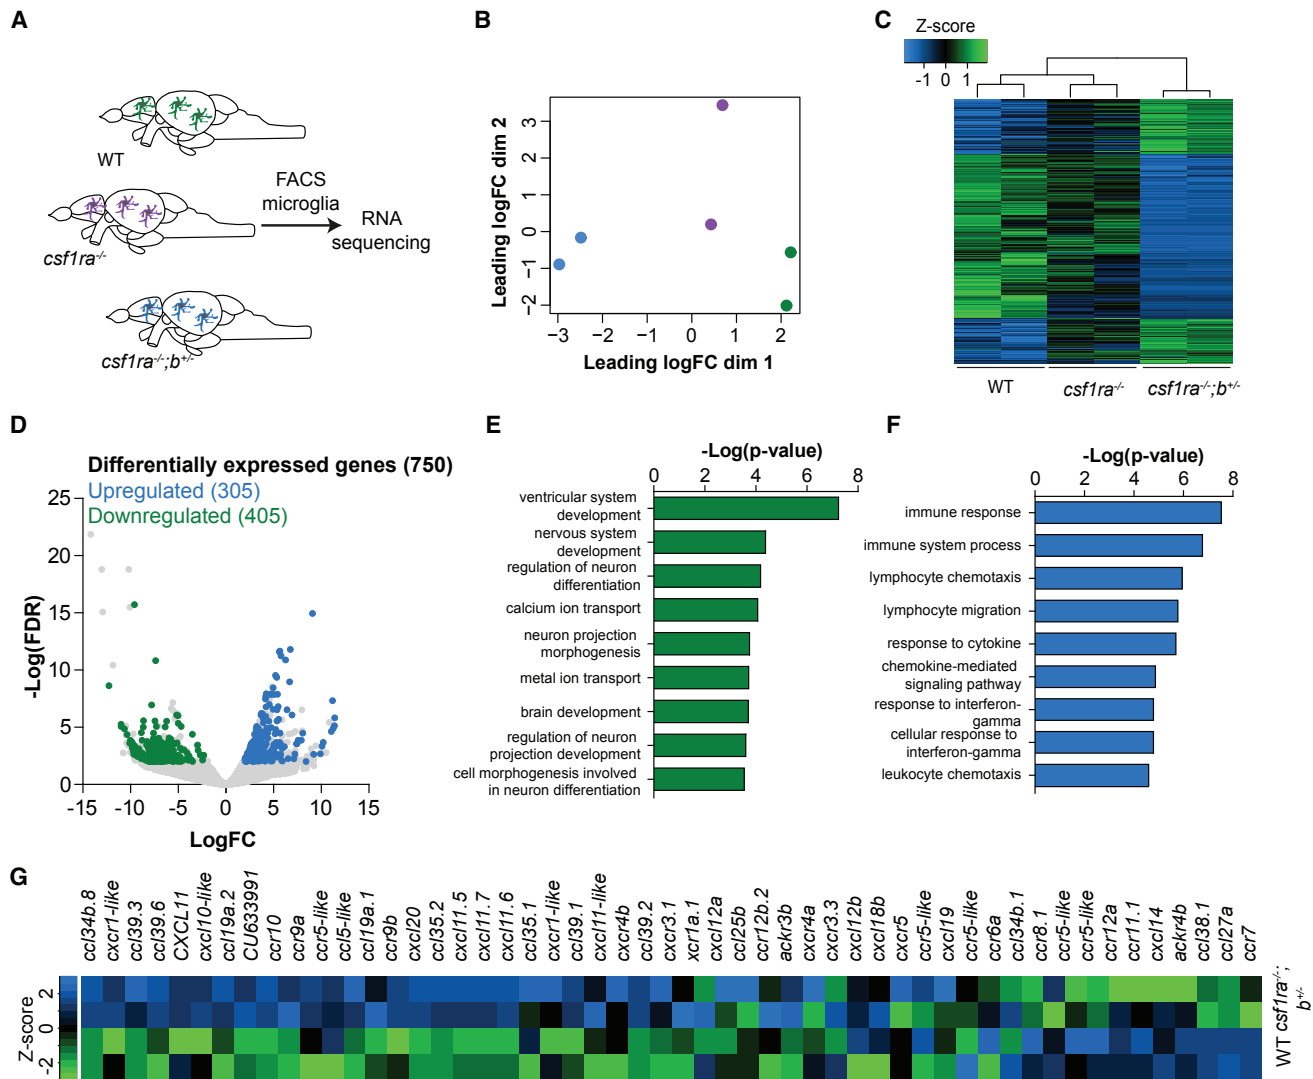 A
WT
csf1ra-/-
csf1ra-/-;b+/-
FACS
microglia
RNA
sequencing
B
Leading logFC dim 2
3
2
1
0
−1
−2
−3
−2
−1
0
1
2
Leading logFC dim 1
C
Z-score
-1 0 1
WT
csf1ra-/-
csf1ra-/-;b+/-
D
Differentially expressed genes (750)
Upregulated (305)
Downregulated (405)
-Log(FDR)
25
20
15
10
5
0
-15 -10 -5 0 5 10 15
LogFC
E
-Log(p-value)
0 2 4 6 8
ventricular system
development
nervous system
development
regulation of neuron
differentiation
calcium ion transport
neuron projection
morphogenesis
metal ion transport
brain development
regulation of neuron
projection development
cell morphogenesis involved
in neuron differentiation
F
-Log(p-value)
0 2 4 6 8
immune response
immune system process
lymphocyte chemotaxis
lymphocyte migration
response to cytokine
chemokine-mediated
signaling pathway
response to interferon-
gamma
cellular response to
interferon-gamma
leukocyte chemotaxis
G
ccl34b.8
cxcr1-like
ccl39.3
ccl39.6
CXCL11
cxcl10-like
ccl19a.2
CU633991
ccr10
ccr9a
ccr5-like
ccl5-like
ccl19a.1
ccr9b
cxcl20
ccl35.2
cxcl11.5
cxcl11.7
cxcl11.6
ccl35.1
cxcr1-like
ccl39.1
cxcl11-like
cxcr4b
ccl39.2
cxcr3.1
xcr1a.1
cxcl12a
ccl25b
ccr12b.2
ackr3b
cxcr4a
cxcr3.3
cxcl12b
cxcl18b
cxcr5
ccr5-like
cxcl19
ccr5-like
ccr6a
ccl34b.1
ccr8.1
ccr5-like
ccr5-like
ccr12a
ccr11.1
cxcl14
ackr4b
ccl38.1
ccl27a
ccr7
Z-score
2
0
-2
WT csf1ra-/-;
b+/-